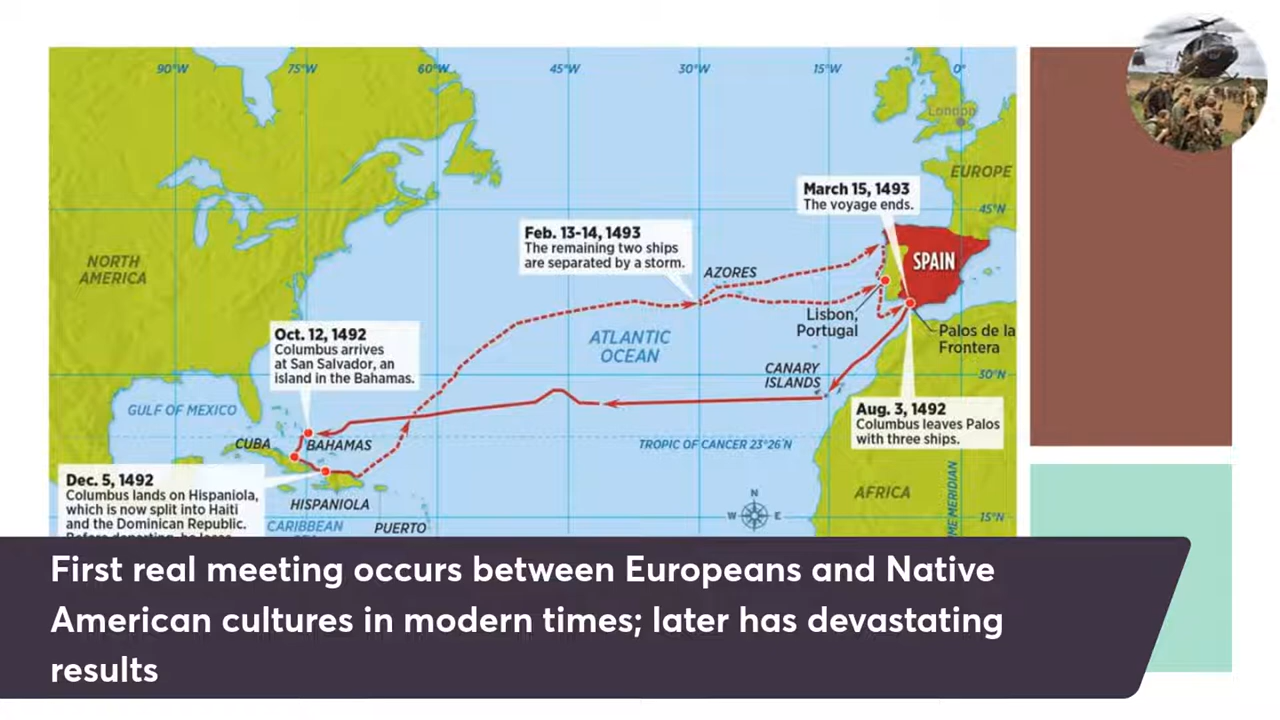 90°W
75°W
60°W
45°W
30°W
15°W
0°
London
EUROPE
March 15, 1493
The voyage ends.
45°N
Feb. 13-14, 1493
The remaining two ships
are separated by a storm.
NORTH
AMERICA
AZORES
SPAIN
Lisbon,
Portugal
Palos de la
Frontera
Oct. 12, 1492
Columbus arrives
at San Salvador, an
island in the Bahamas.
ATLANTIC
OCEAN
CANARY
ISLANDS
30°N
GULF OF MEXICO
Aug. 3, 1492
Columbus leaves Palos
with three ships.
CUBA
BAHAMAS
TROPIC OF CANCER 23°26'N
Dec. 5, 1492
Columbus lands on Hispaniola,
which is now split into Haiti
and the Dominican Republic.
HISPANIOLA
AFRICA
N
W
E
15°N
CARIBBEAN
PUERTO
MERIDIAN
First real meeting occurs between Europeans and Native
American cultures in modern times; later has devastating
results